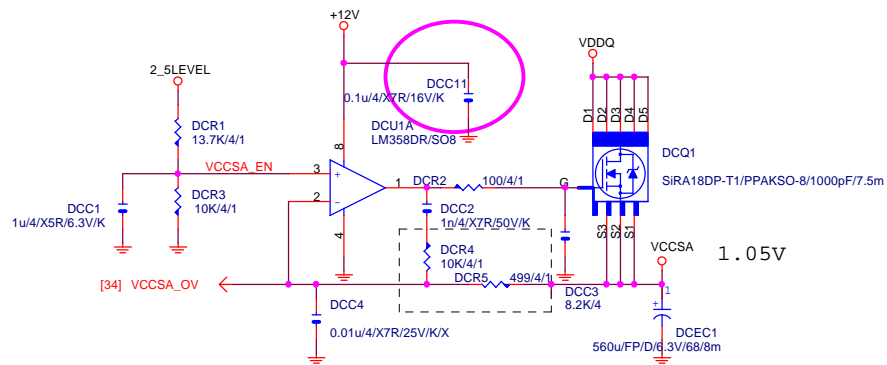 +12V
VDDQ
2_5LEVEL
DCC11
0.1u/4/X7R/16V/K
D1
D2
D3
D4
D5
DCR1
13.7K/4/1
DCU1A
LM358DR/SO8
8
DCQ1
VCCSA_EN
3
+
1
DCR2
100/4/1
G
SiRA18DP-T1/PPAKSO-8/1000pF/7.5m
2
-
DCR3
10K/4/1
DCC1
1u/4/X5R/6.3V/K
DCC2
1n/4/X7R/50V/K
4
S3
S2
S1
VCCSA
1.05V
DCR4
10K/4/1
[34] VCCSA_OV
DCR5
499/4/1
DCC3
8.2K/4
1
+
DCC4
0.01u/4/X7R/25V/K/X
DCEC1
560u/FP/D/6.3V/68/8m